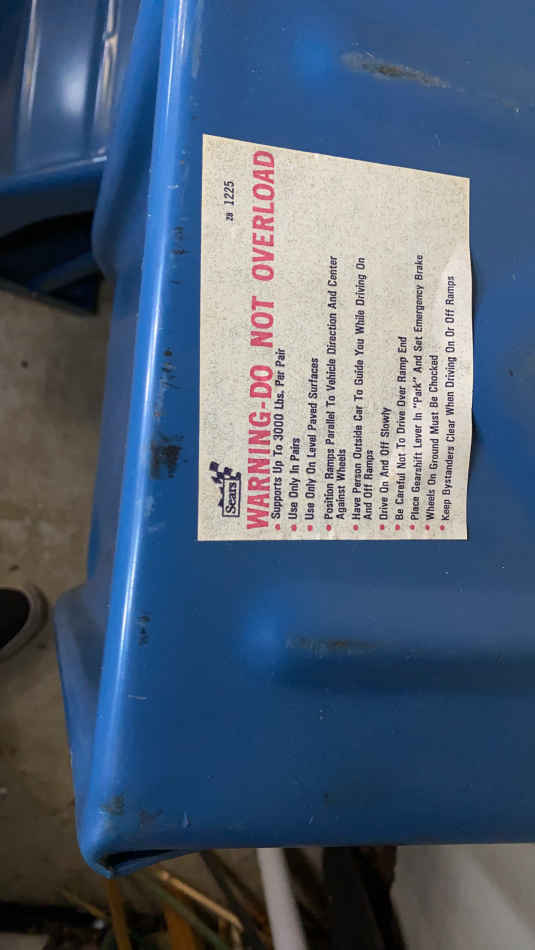 Sears
28 1225
WARNING-DO NOT OVERLOAD
• Supports Up To 3000 Lbs. Per Pair
• Use Only In Pairs
• Use Only On Level Paved Surfaces
• Position Ramps Parallel To Vehicle Direction And Center
Against Wheels
• Have Person Outside Car To Guide You While Driving On
And Off Ramps
• Drive On And Off Slowly
• Be Careful Not To Drive Over Ramp End
• Place Gearshift Lever In "Park" And Set Emergency Brake
• Wheels On Ground Must Be Chocked
• Keep Bystanders Clear When Driving On Or Off Ramps